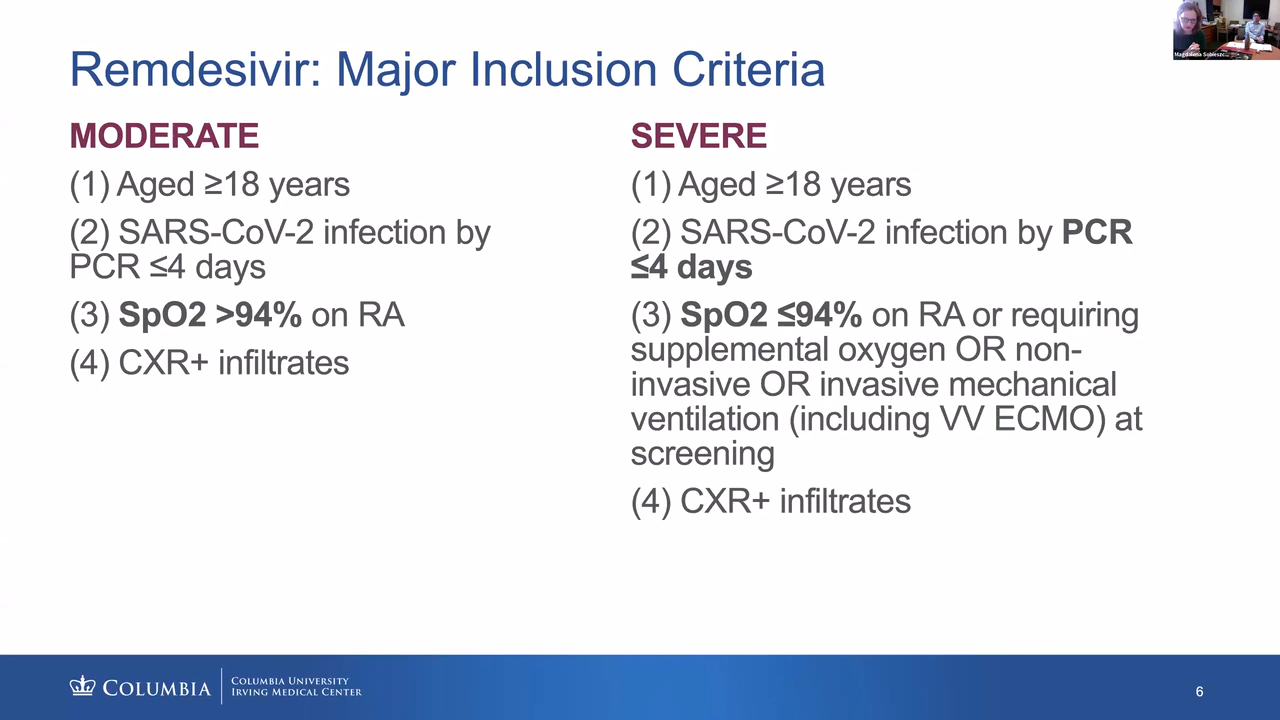 Remdesivir: Major Inclusion Criteria
MODERATE
(1) Aged ≥18 years
(2) SARS-CoV-2 infection by
PCR ≤4 days
(3) SpO2 >94% on RA
(4) CXR+ infiltrates
SEVERE
(1) Aged ≥18 years
(2) SARS-CoV-2 infection by PCR
≤4 days
(3) SpO2 ≤94% on RA or requiring
supplemental oxygen OR non-
invasive OR invasive mechanical
ventilation (including VV ECMO) at
screening
(4) CXR+ infiltrates
COLUMBIA
COLUMBIA UNIVERSITY
IRVING MEDICAL CENTER
6
Magdalena